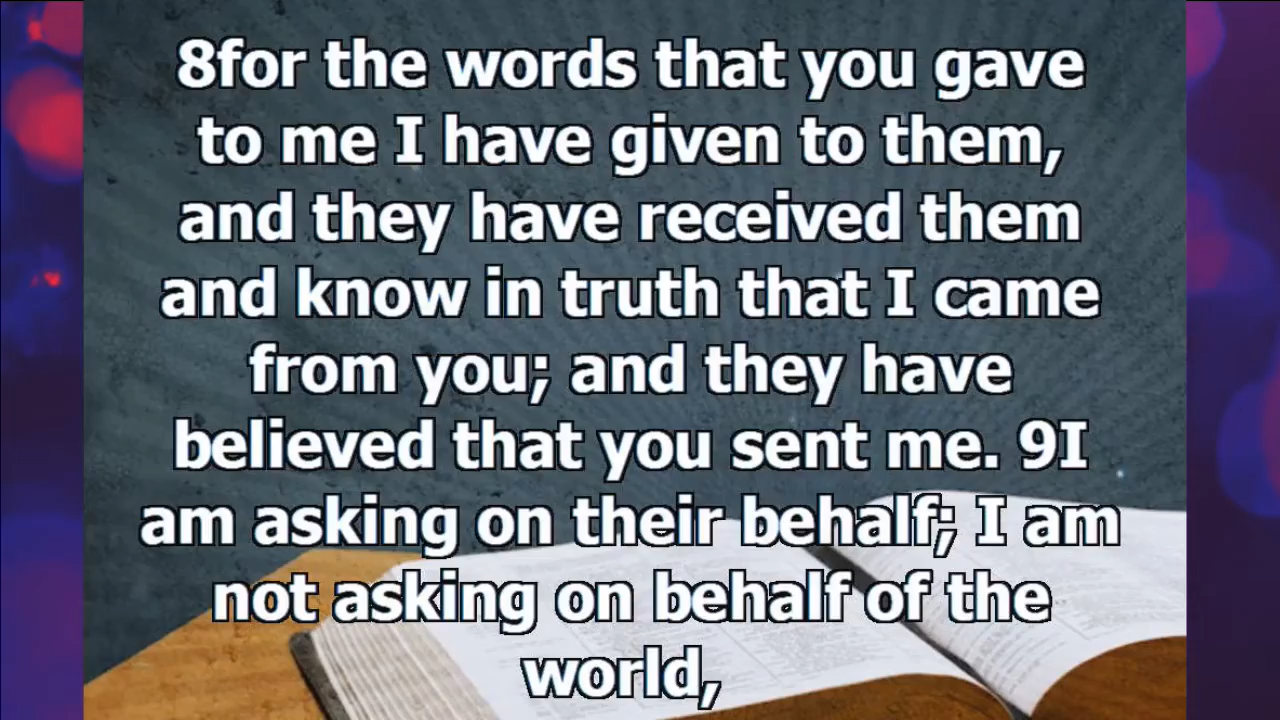 8for the words that you gave
to me I have given to them,
and they have received them
and know in truth that I came
from you; and they have
believed that you sent me. 9I
am asking on their behalf; I am
not asking on behalf of the
world,